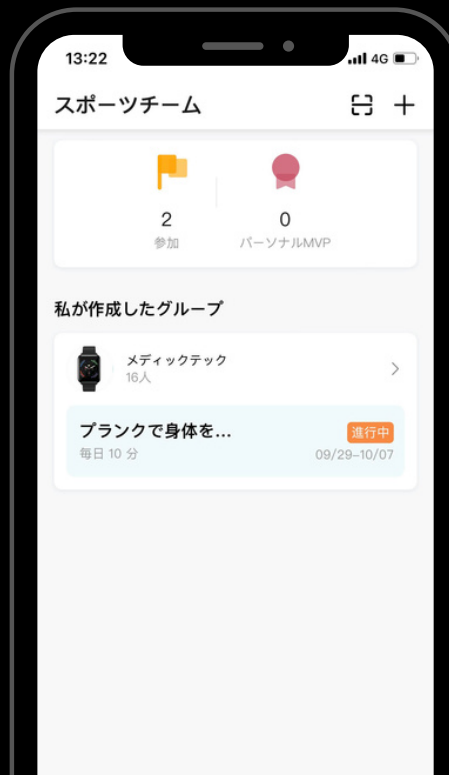 13:22
4G
スポーツチーム
2
0
参加
パーソナルMVP
私が作成したグループ
メディックテック
16人
プランクで身体を...
進行中
毎日 10 分
09/29–10/07